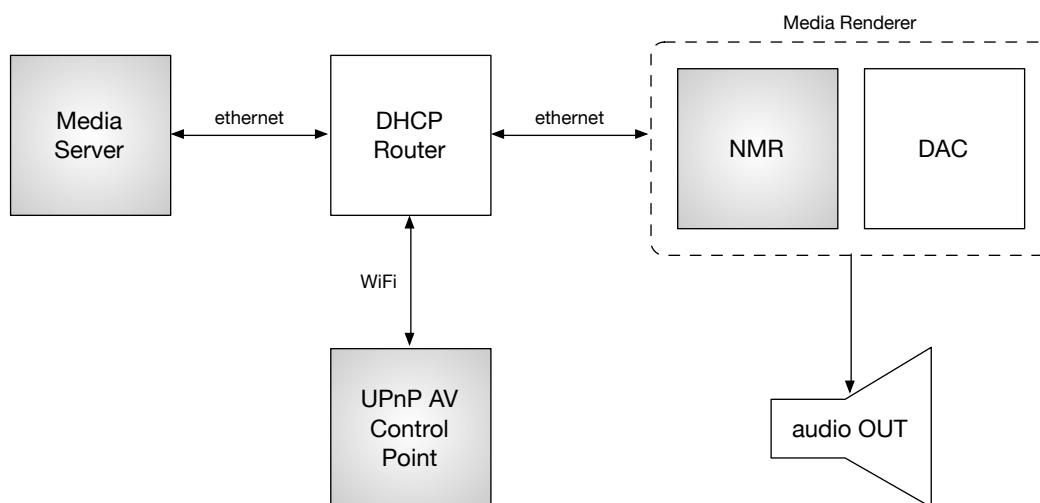 Media Renderer
Media
Server
ethernet
DHCP
Router
ethernet
NMR
DAC
WiFi
UPnP AV
Control
Point
audio OUT